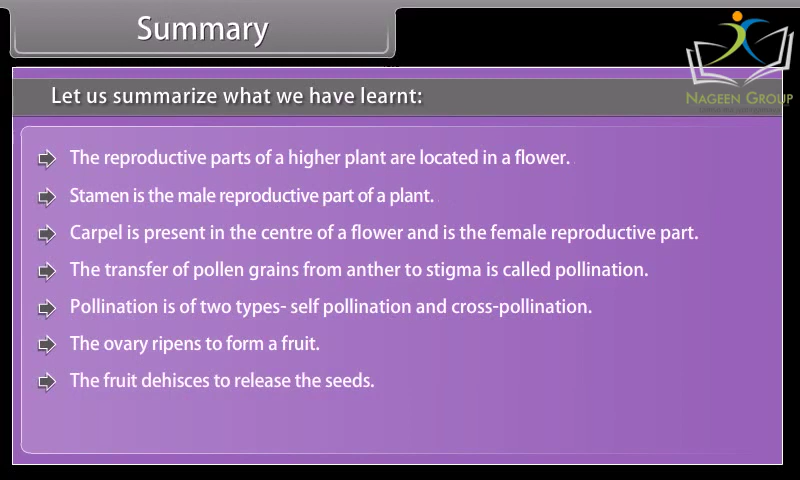 Summary
NAGEEN GROUP
Let us summarize what we have learnt:
The reproductive parts of a higher plant are located in a flower.
Stamen is the male reproductive part of a plant.
Carpel is present in the centre of a flower and is the female reproductive part.
The transfer of pollen grains from anther to stigma is called pollination.
Pollination is of two types- self pollination and cross-pollination.
The ovary ripens to form a fruit.
The fruit dehisces to release the seeds.